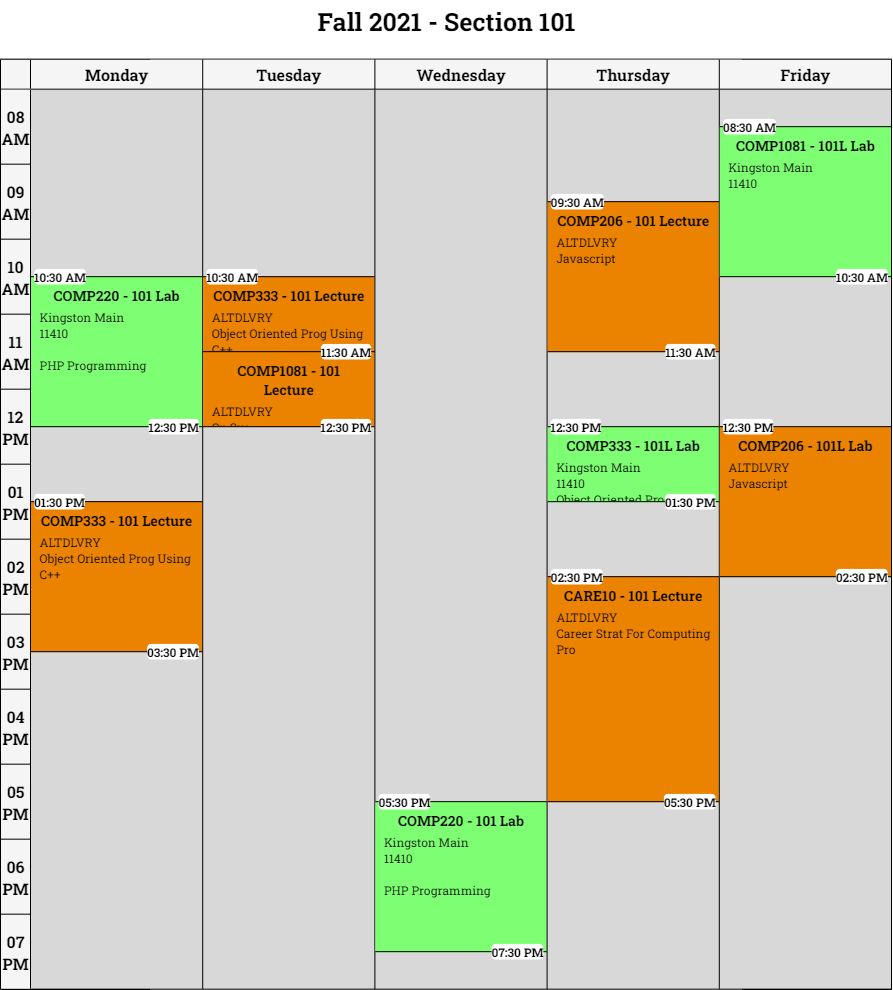 Fall 2021 - Section 101
Monday
Tuesday
Wednesday
Thursday
Friday
08 AM
09 AM
10 AM
11 AM
12 PM
01 PM
02 PM
03 PM
04 PM
05 PM
06 PM
07 PM
10:30 AM
COMP220 - 101 Lab
Kingston Main
11410
PHP Programming
12:30 PM
01:30 PM
COMP333 - 101 Lecture
ALTDLVRY
Object Oriented Prog Using
C++
03:30 PM
10:30 AM
COMP333 - 101 Lecture
ALTDLVRY
Object Oriented Prog Using
C++
11:30 AM
COMP1081 - 101
Lecture
ALTDLVRY
12:30 PM
05:30 PM
COMP220 - 101 Lab
Kingston Main
11410
PHP Programming
07:30 PM
09:30 AM
COMP206 - 101 Lecture
ALTDLVRY
Javascript
11:30 AM
12:30 PM
COMP333 - 101L Lab
Kingston Main
11410
Object Oriented Pro
01:30 PM
02:30 PM
CARE10 - 101 Lecture
ALTDLVRY
Career Strat For Computing
Pro
05:30 PM
08:30 AM
COMP1081 - 101L Lab
Kingston Main
11410
10:30 AM
12:30 PM
COMP206 - 101L Lab
ALTDLVRY
Javascript
02:30 PM